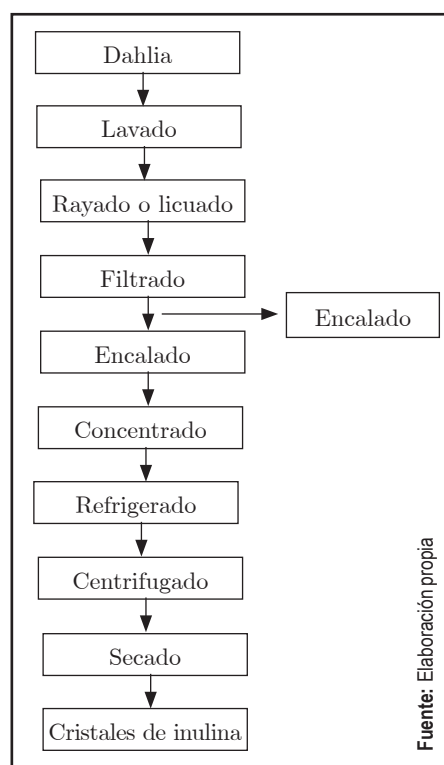 Dahlia
Lavado
Rayado o licuado
Filtrado
Encalado
Encalado
Concentrado
Refrigerado
Centrifugado
Secado
Cristales de inulina
Fuente: Elaboración propia